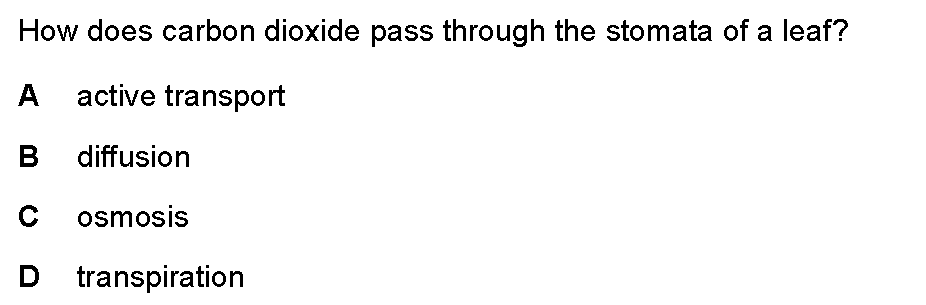 How does carbon dioxide pass through the stomata of a leaf?
A active transport
B diffusion
C osmosis
D transpiration